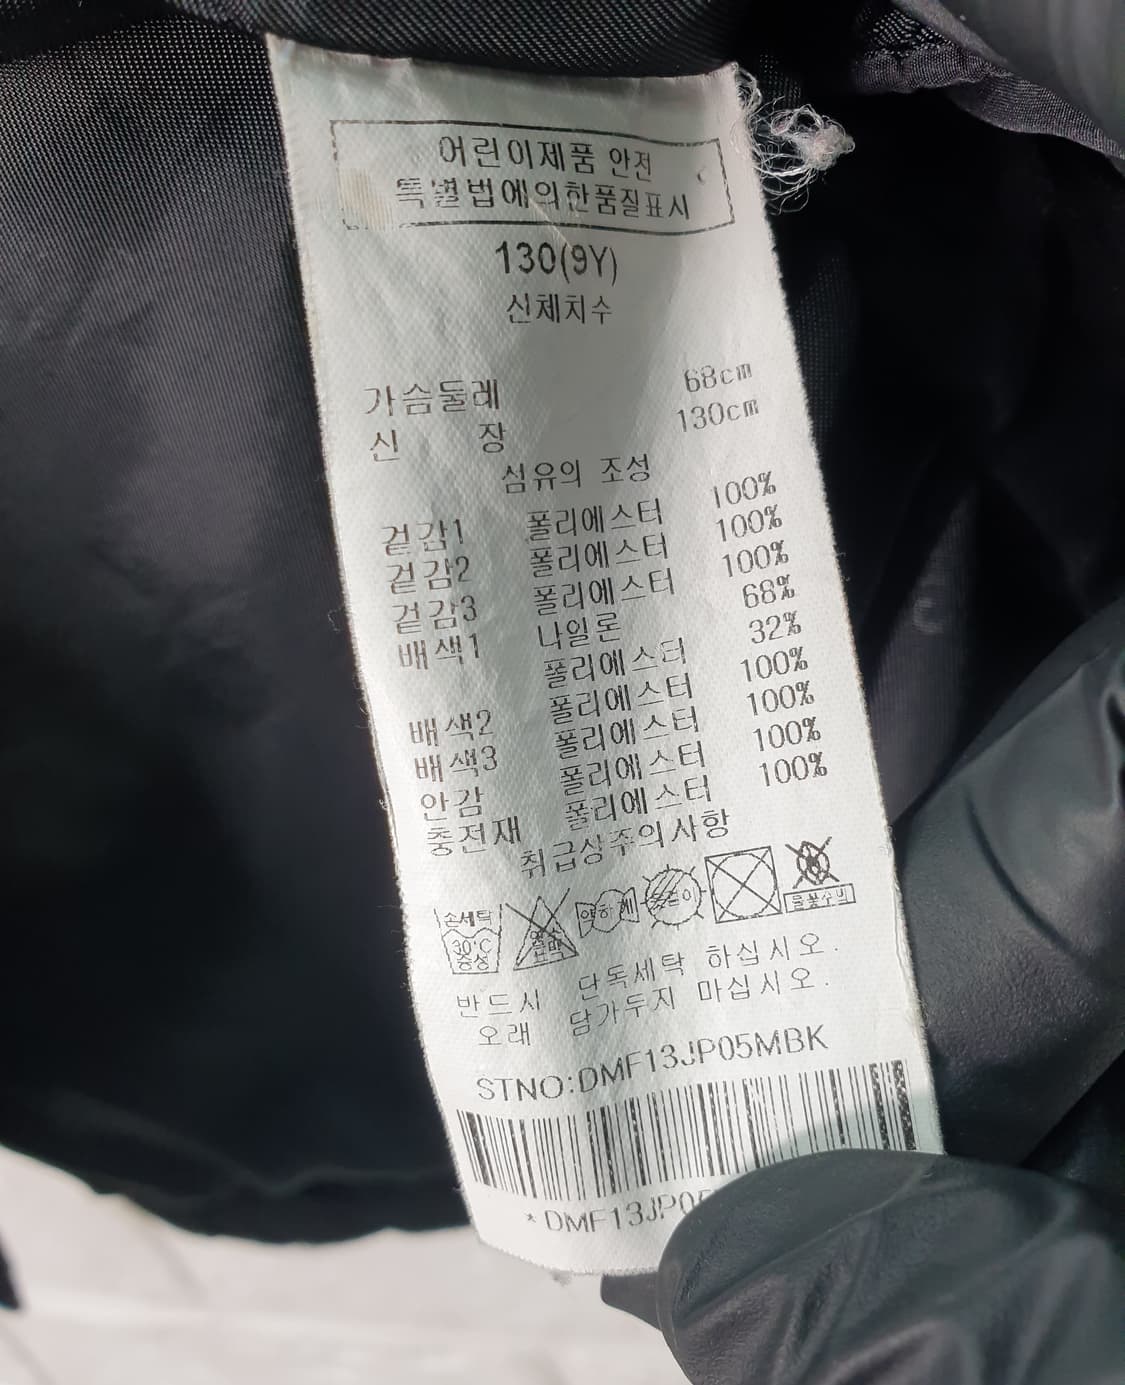 어린이제품 안전
특별법에의한품질표시
130(9Y)
신체치수
가슴둘레 68cm
신 장 130cm
섬유의 조성
겉감1 폴리에스터 100%
겉감2 폴리에스터 100%
겉감3 폴리에스터 100%
배색1 나일론 68%
폴리에스터 32%
배색2 폴리에스터 100%
배색3 폴리에스터 100%
안감 폴리에스터 100%
충전재 폴리에스터 100%
취급상주의사항
손세탁 30℃ 중성 약하게
반드시 단독세탁 하십시오.
오래 담가두지 마십시오.
STNO:DMF13JP05MBK
*DMF13JP05